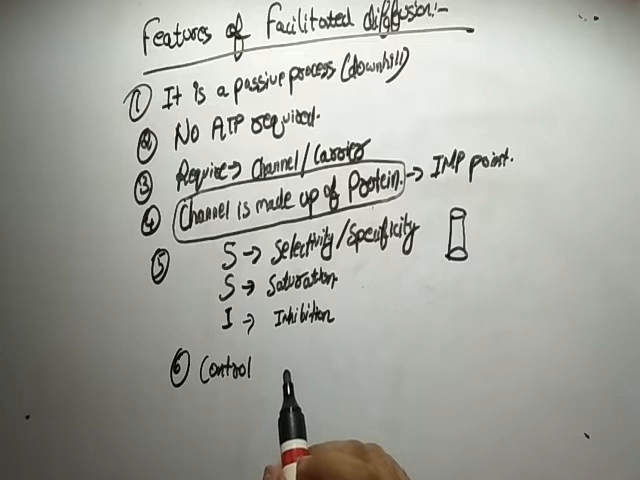 Features of Facilitated diffusion:-
① It is a passive process (downhill)
② No ATP required.
③ Require → Channel/Carrier
④ Channel is made up of Protein. → IMP point.
⑤ S → Selectivity/Specificity
S → Saturation
I → Inhibition
⑥ Control